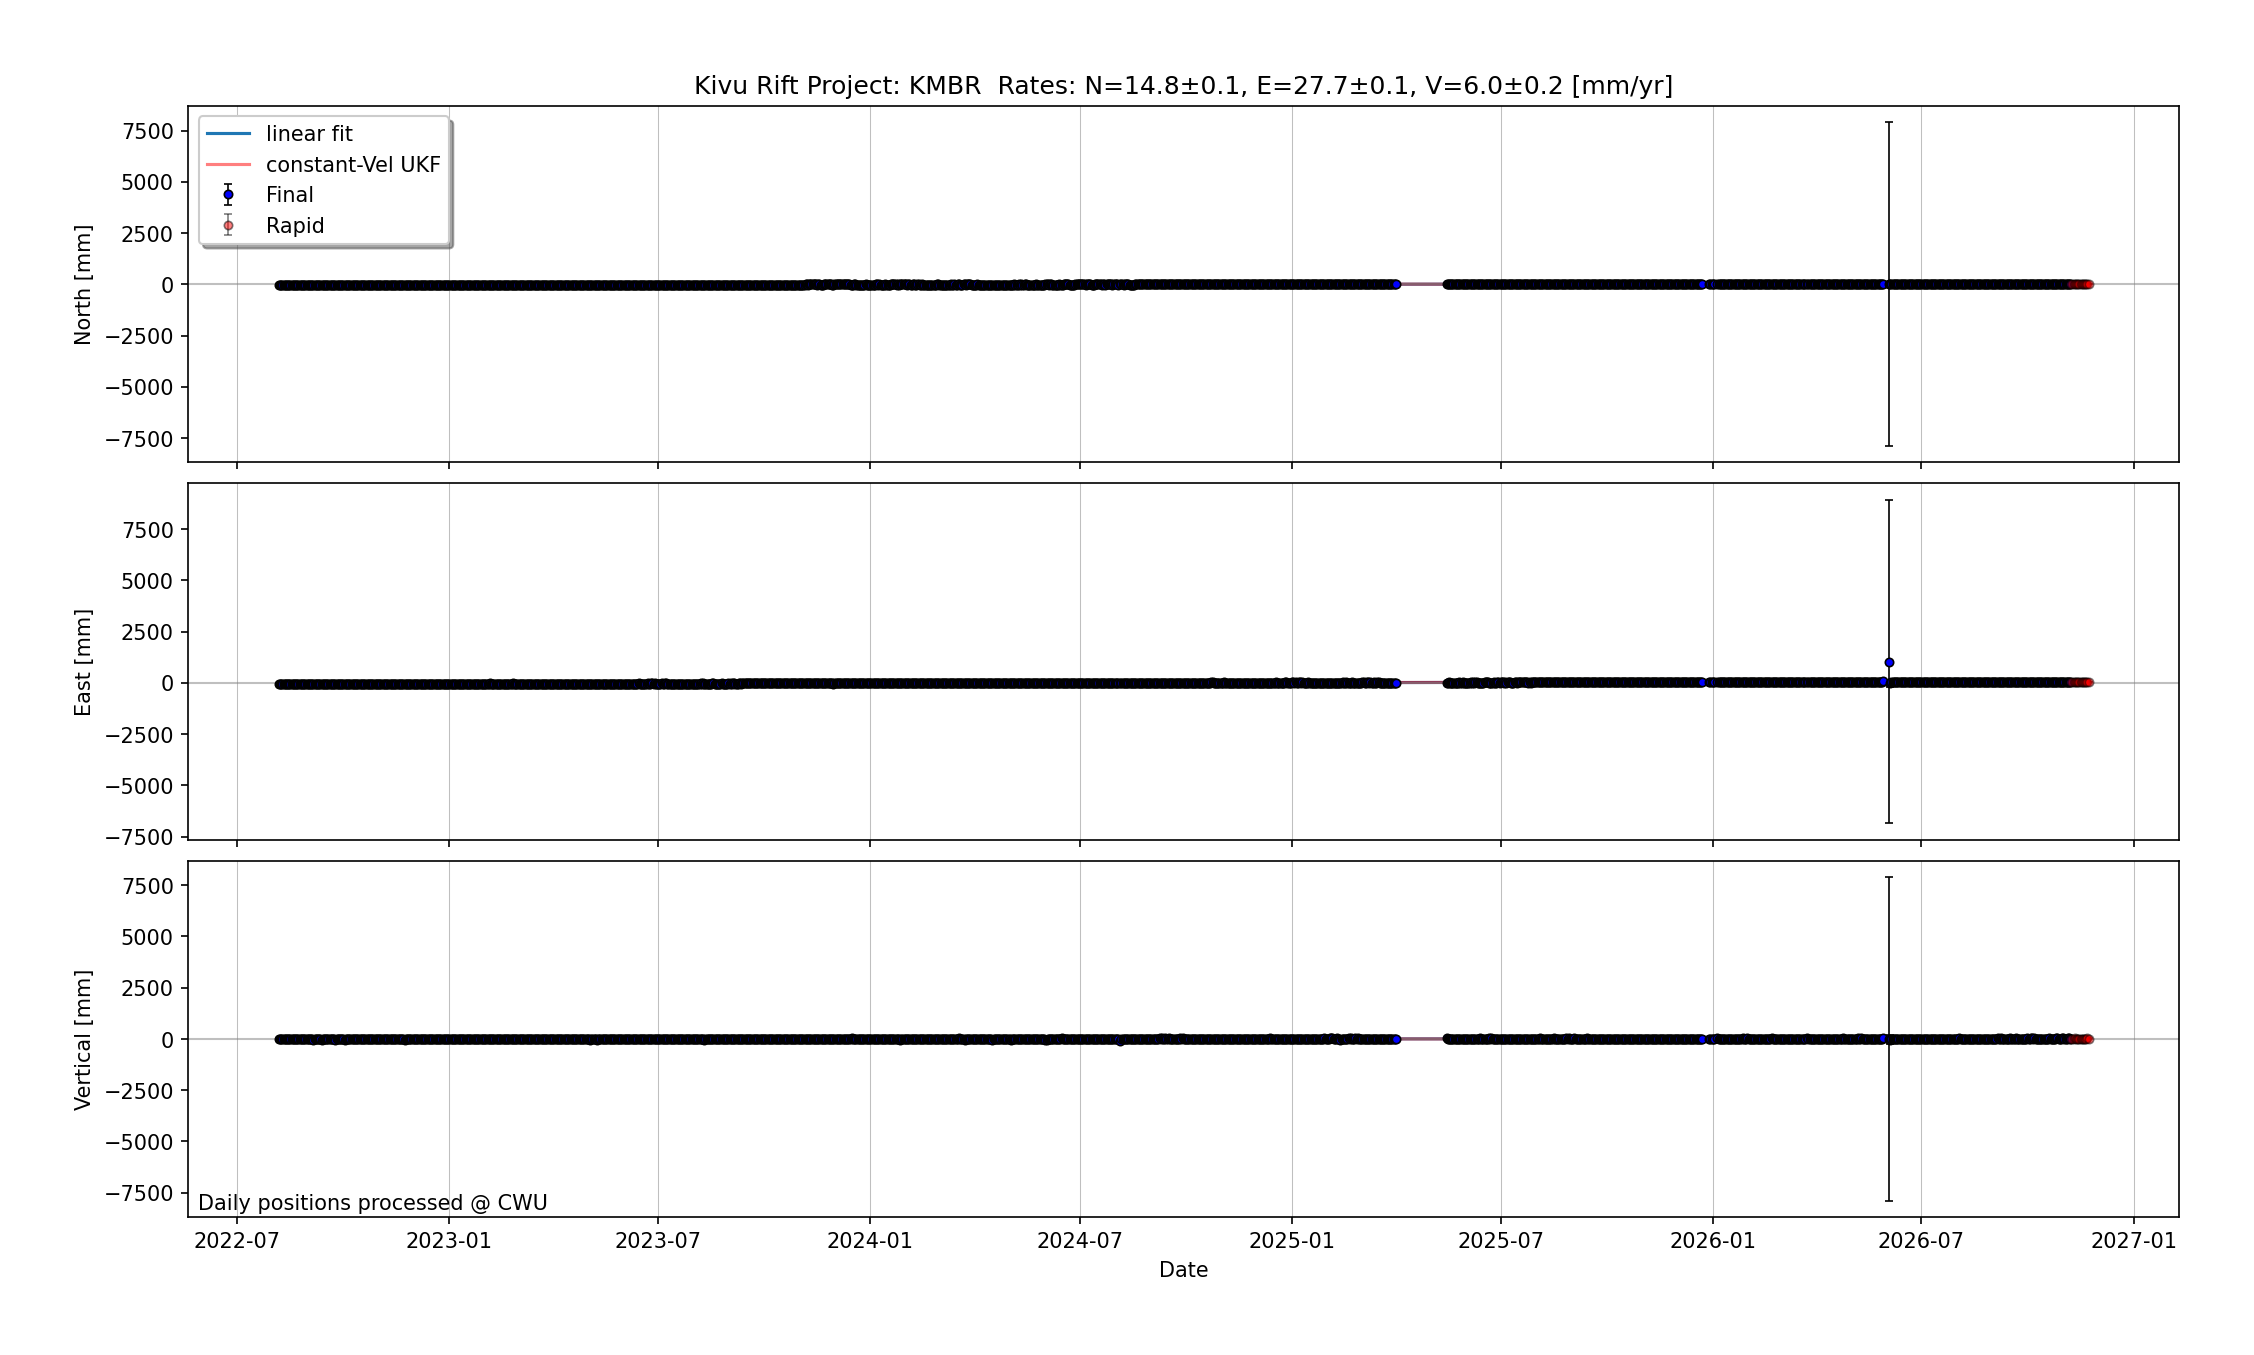 Kivu Rift Project: KMBR  Rates: N=14.8±0.1, E=27.7±0.1, V=6.0±0.2 [mm/yr]
linear fit
constant-Vel UKF
Final
Rapid
North [mm]
7500
5000
2500
0
−2500
−5000
−7500
East [mm]
7500
5000
2500
0
−2500
−5000
−7500
Vertical [mm]
7500
5000
2500
0
−2500
−5000
−7500
Daily positions processed @ CWU
2022-07 2023-01 2023-07 2024-01 2024-07 2025-01 2025-07 2026-01 2026-07 2027-01
Date